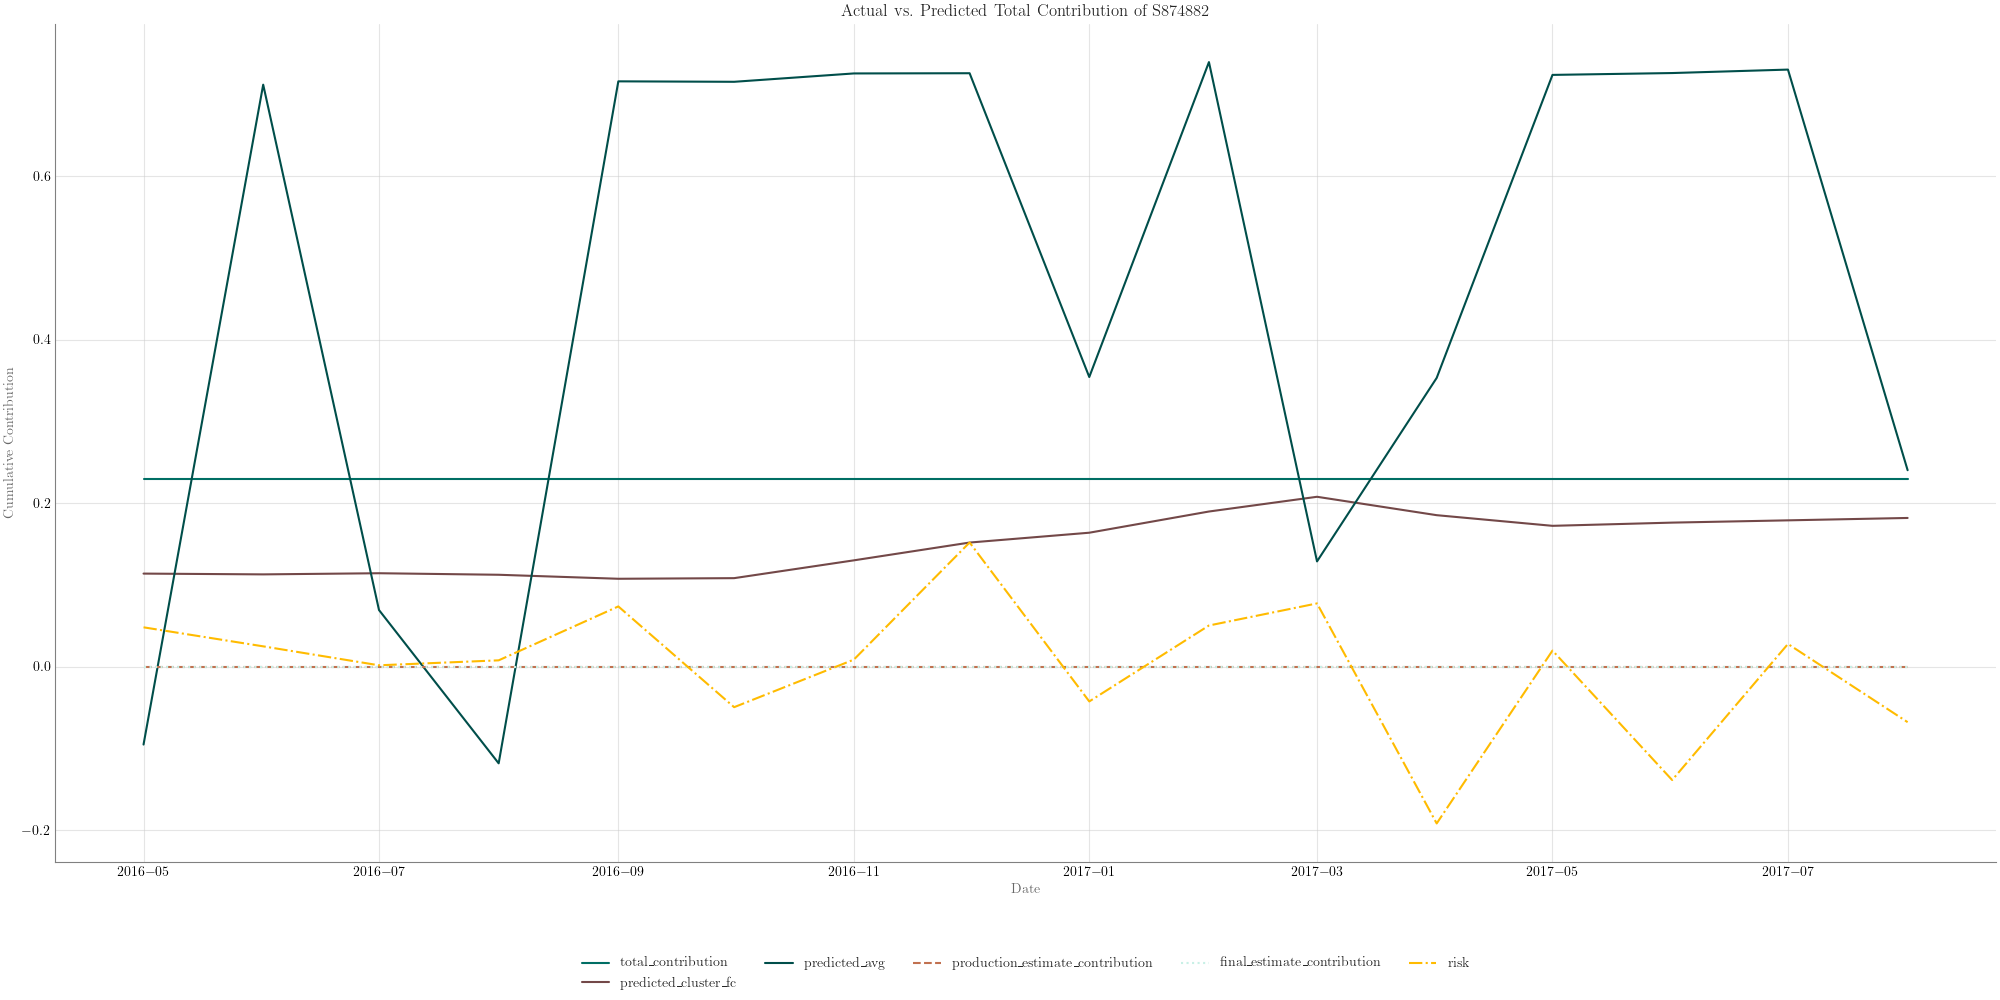 Actual vs. Predicted Total Contribution of S874882
Cumulative Contribution
0.6
0.4
0.2
0.0
−0.2
2016−05 2016−07 2016−09 2016−11 2017−01 2017−03 2017−05 2017−07
Date
total_contribution predicted_avg production_estimate_contribution final_estimate_contribution risk
predicted_cluster_fc